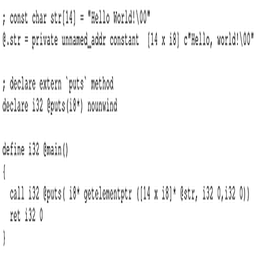 ; const char str[14] = "Hello World!\00"
@.str = private unnamed_addr constant [14 x i8] c"Hello, world!\00"
; declare extern `puts` method
declare i32 @puts(i8*) nounwind
define i32 @main()
{
call i32 @puts( i8* getelementptr ([14 x i8]* @str, i32 0,i32 0))
ret i32 0
}